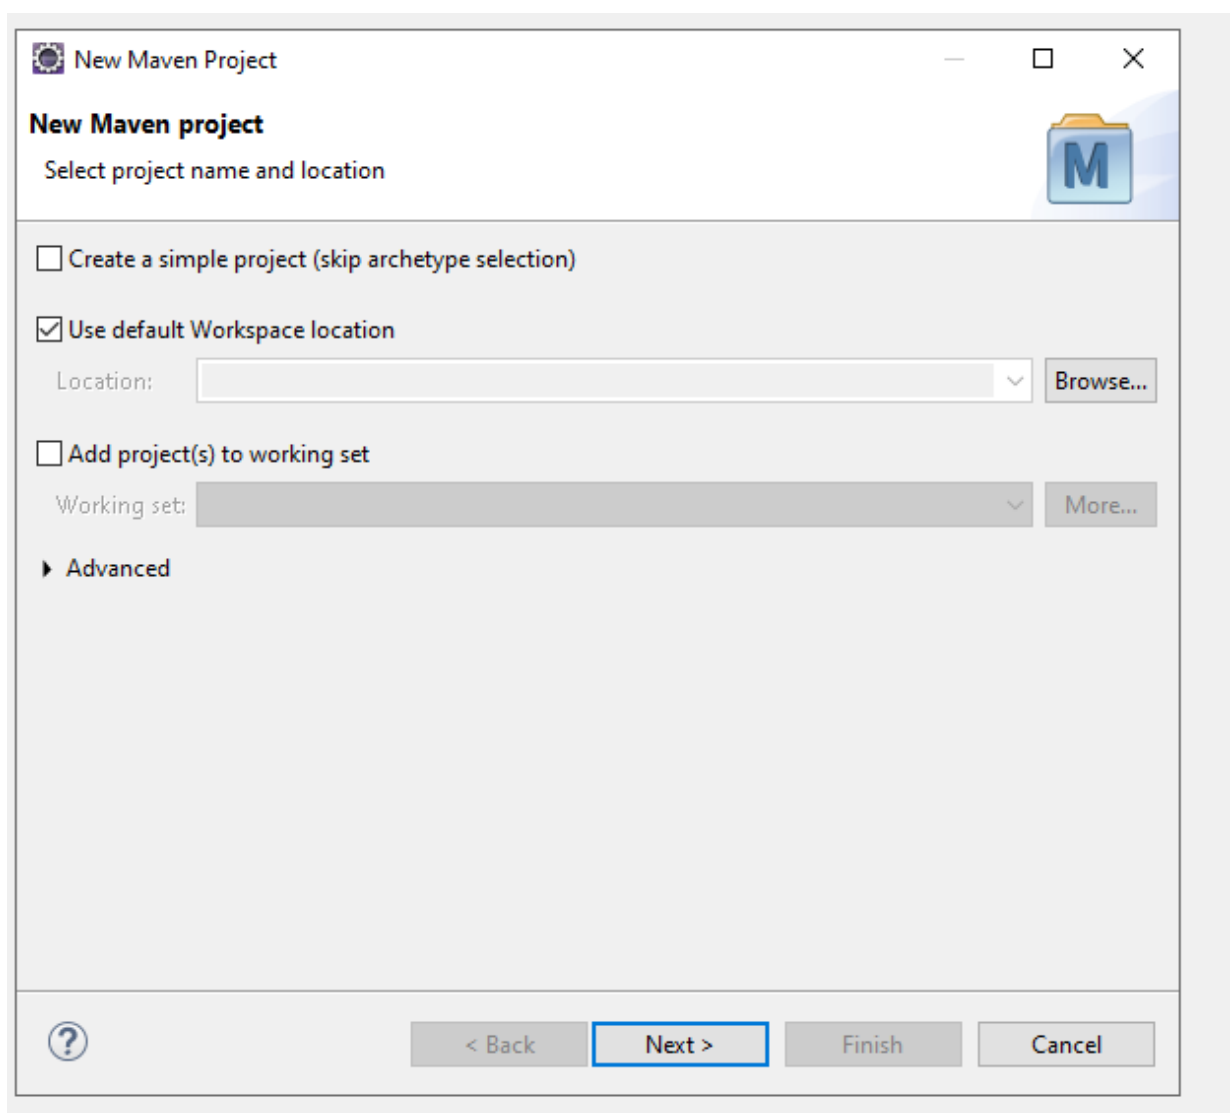 New Maven Project
New Maven project
Select project name and location
M
Create a simple project (skip archetype selection)
Use default Workspace location
Location:
Browse...
Add project(s) to working set
Working set:
More...
Advanced
?
< Back
Next >
Finish
Cancel